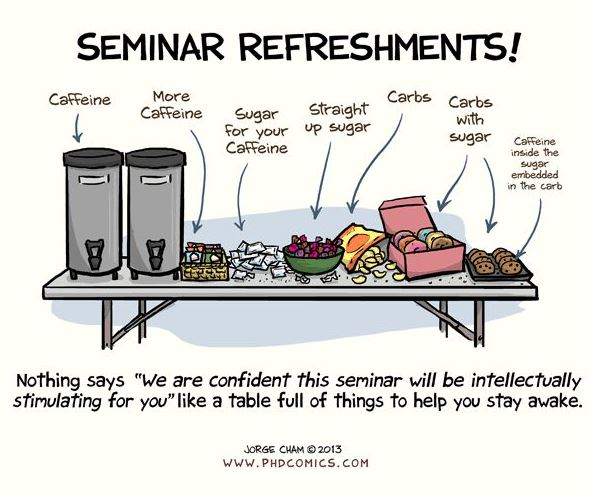 SEMINAR REFRESHMENTS!
Caffeine
More
Caffeine
Sugar
for your
Caffeine
Straight
up sugar
Carbs
Carbs
with
sugar
Caffeine
inside the
sugar
embedded
in the carb
Nothing says "We are confident this seminar will be intellectually
stimulating for you" like a table full of things to help you stay awake.
JORGE CHAM © 2013
WWW.PHDCOMICS.COM